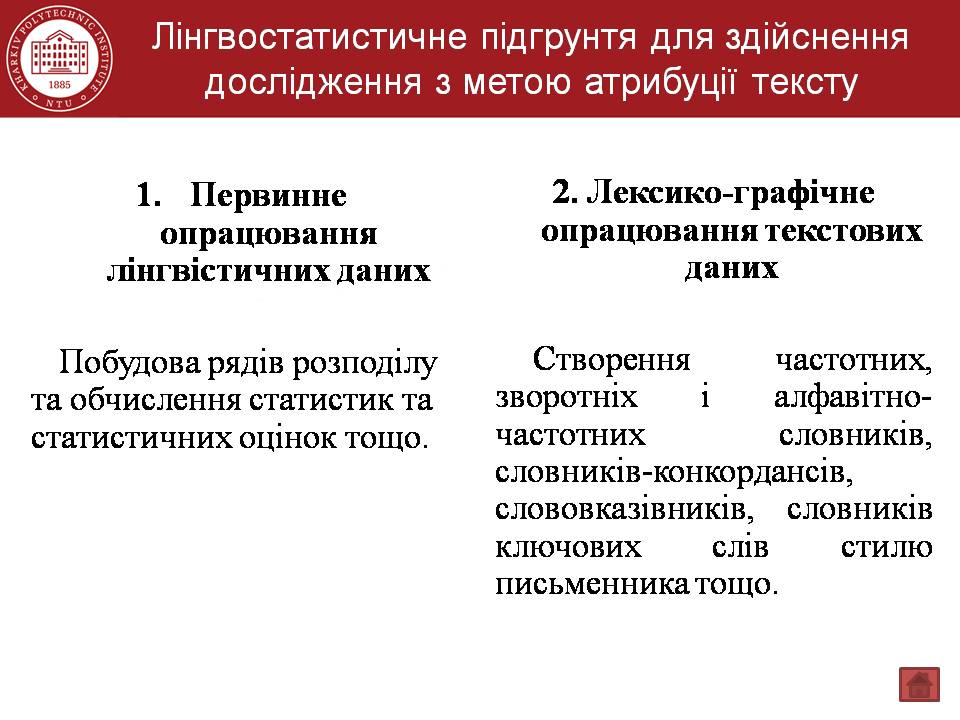 Лінгвостатистичне підгрунтя для здійснення
дослідження з метою атрибуції тексту
KHARKIV POLYTECHNIC INSTITUTE
1885
NTU
1. Первинне
опрацювання
лінгвістичних даних
Побудова рядів розподілу
та обчислення статистик та
статистичних оцінок тощо.
2. Лексико-графічне
опрацювання текстових
даних
Створення частотних,
зворотніх і алфавітно-
частотних словників,
словників-конкордансів,
слововказівників, словників
ключових слів стилю
письменника тощо.